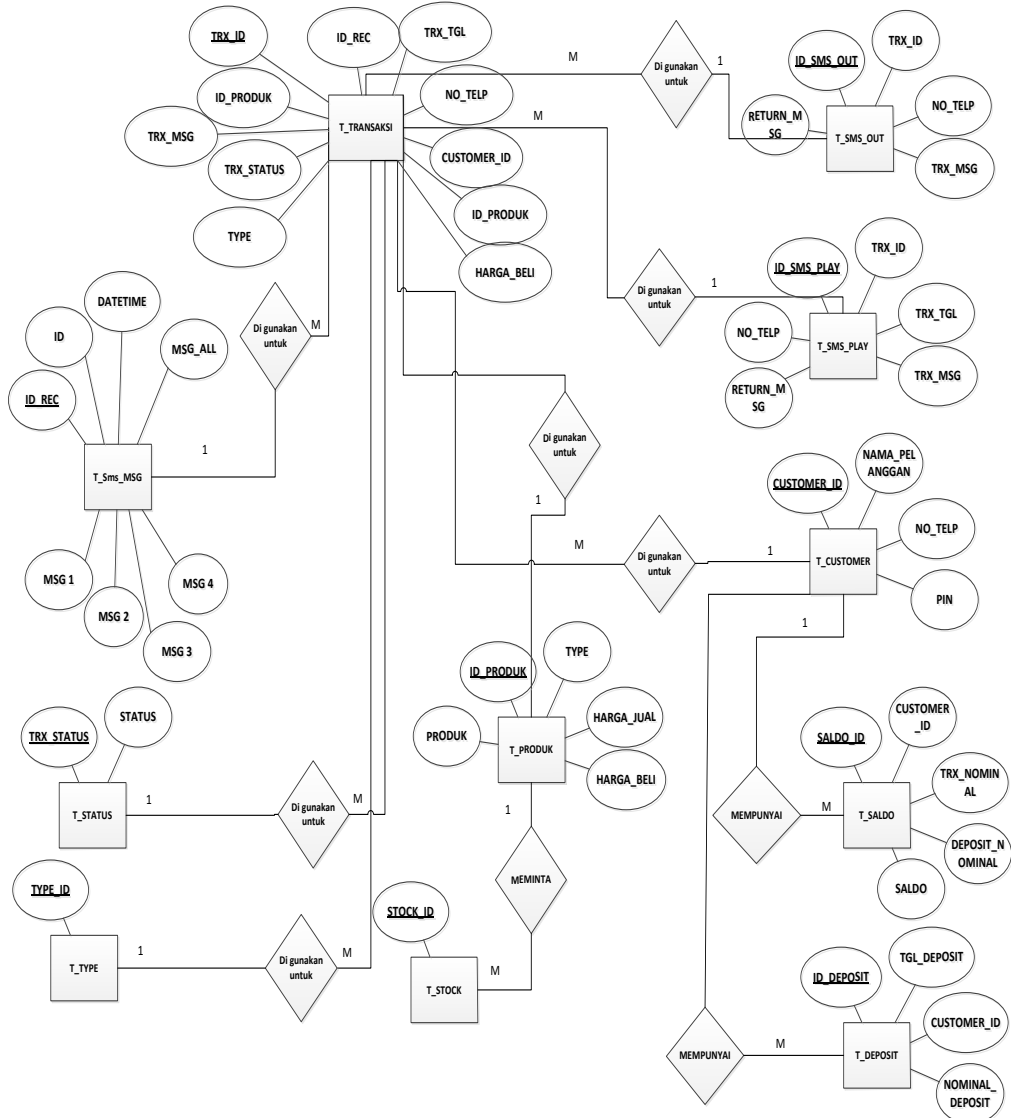 TRX_ID
ID_REC
TRX_TGL
ID_PRODUK
NO_TELP
TRX_MSG
T_TRANSAKSI
TRX_STATUS
CUSTOMER_ID
TYPE
ID_PRODUK
HARGA_BELI
M
Di gunakan
untuk
1
ID_SMS_OUT
TRX_ID
RETURN_M
SG
NO_TELP
T_SMS_OUT
TRX_MSG
M
Di gunakan
untuk
1
ID_SMS_PLAY
TRX_ID
NO_TELP
TRX_TGL
T_SMS_PLAY
RETURN_M
SG
TRX_MSG
DATETIME
ID
MSG_ALL
ID_REC
T_Sms_MSG
MSG 1
MSG 2
MSG 3
MSG 4
1
Di gunakan
untuk
M
Di gunakan
untuk
1
M
Di gunakan
untuk
1
CUSTOMER_ID
NAMA_PEL
ANGGAN
NO_TELP
T_CUSTOMER
PIN
1
ID_PRODUK
TYPE
PRODUK
HARGA_JUAL
T_PRODUK
HARGA_BELI
TRX_STATUS
STATUS
T_STATUS
1
Di gunakan
untuk
M
1
MEMINTA
M
STOCK_ID
T_STOCK
TYPE_ID
T_TYPE
1
Di gunakan
untuk
M
MEMPUNYAI
M
SALDO_ID
CUSTOMER
_ID
TRX_NOMIN
AL
T_SALDO
DEPOSIT_N
OMINAL
SALDO
MEMPUNYAI
M
ID_DEPOSIT
TGL_DEPOSIT
CUSTOMER_ID
T_DEPOSIT
NOMINAL_
DEPOSIT